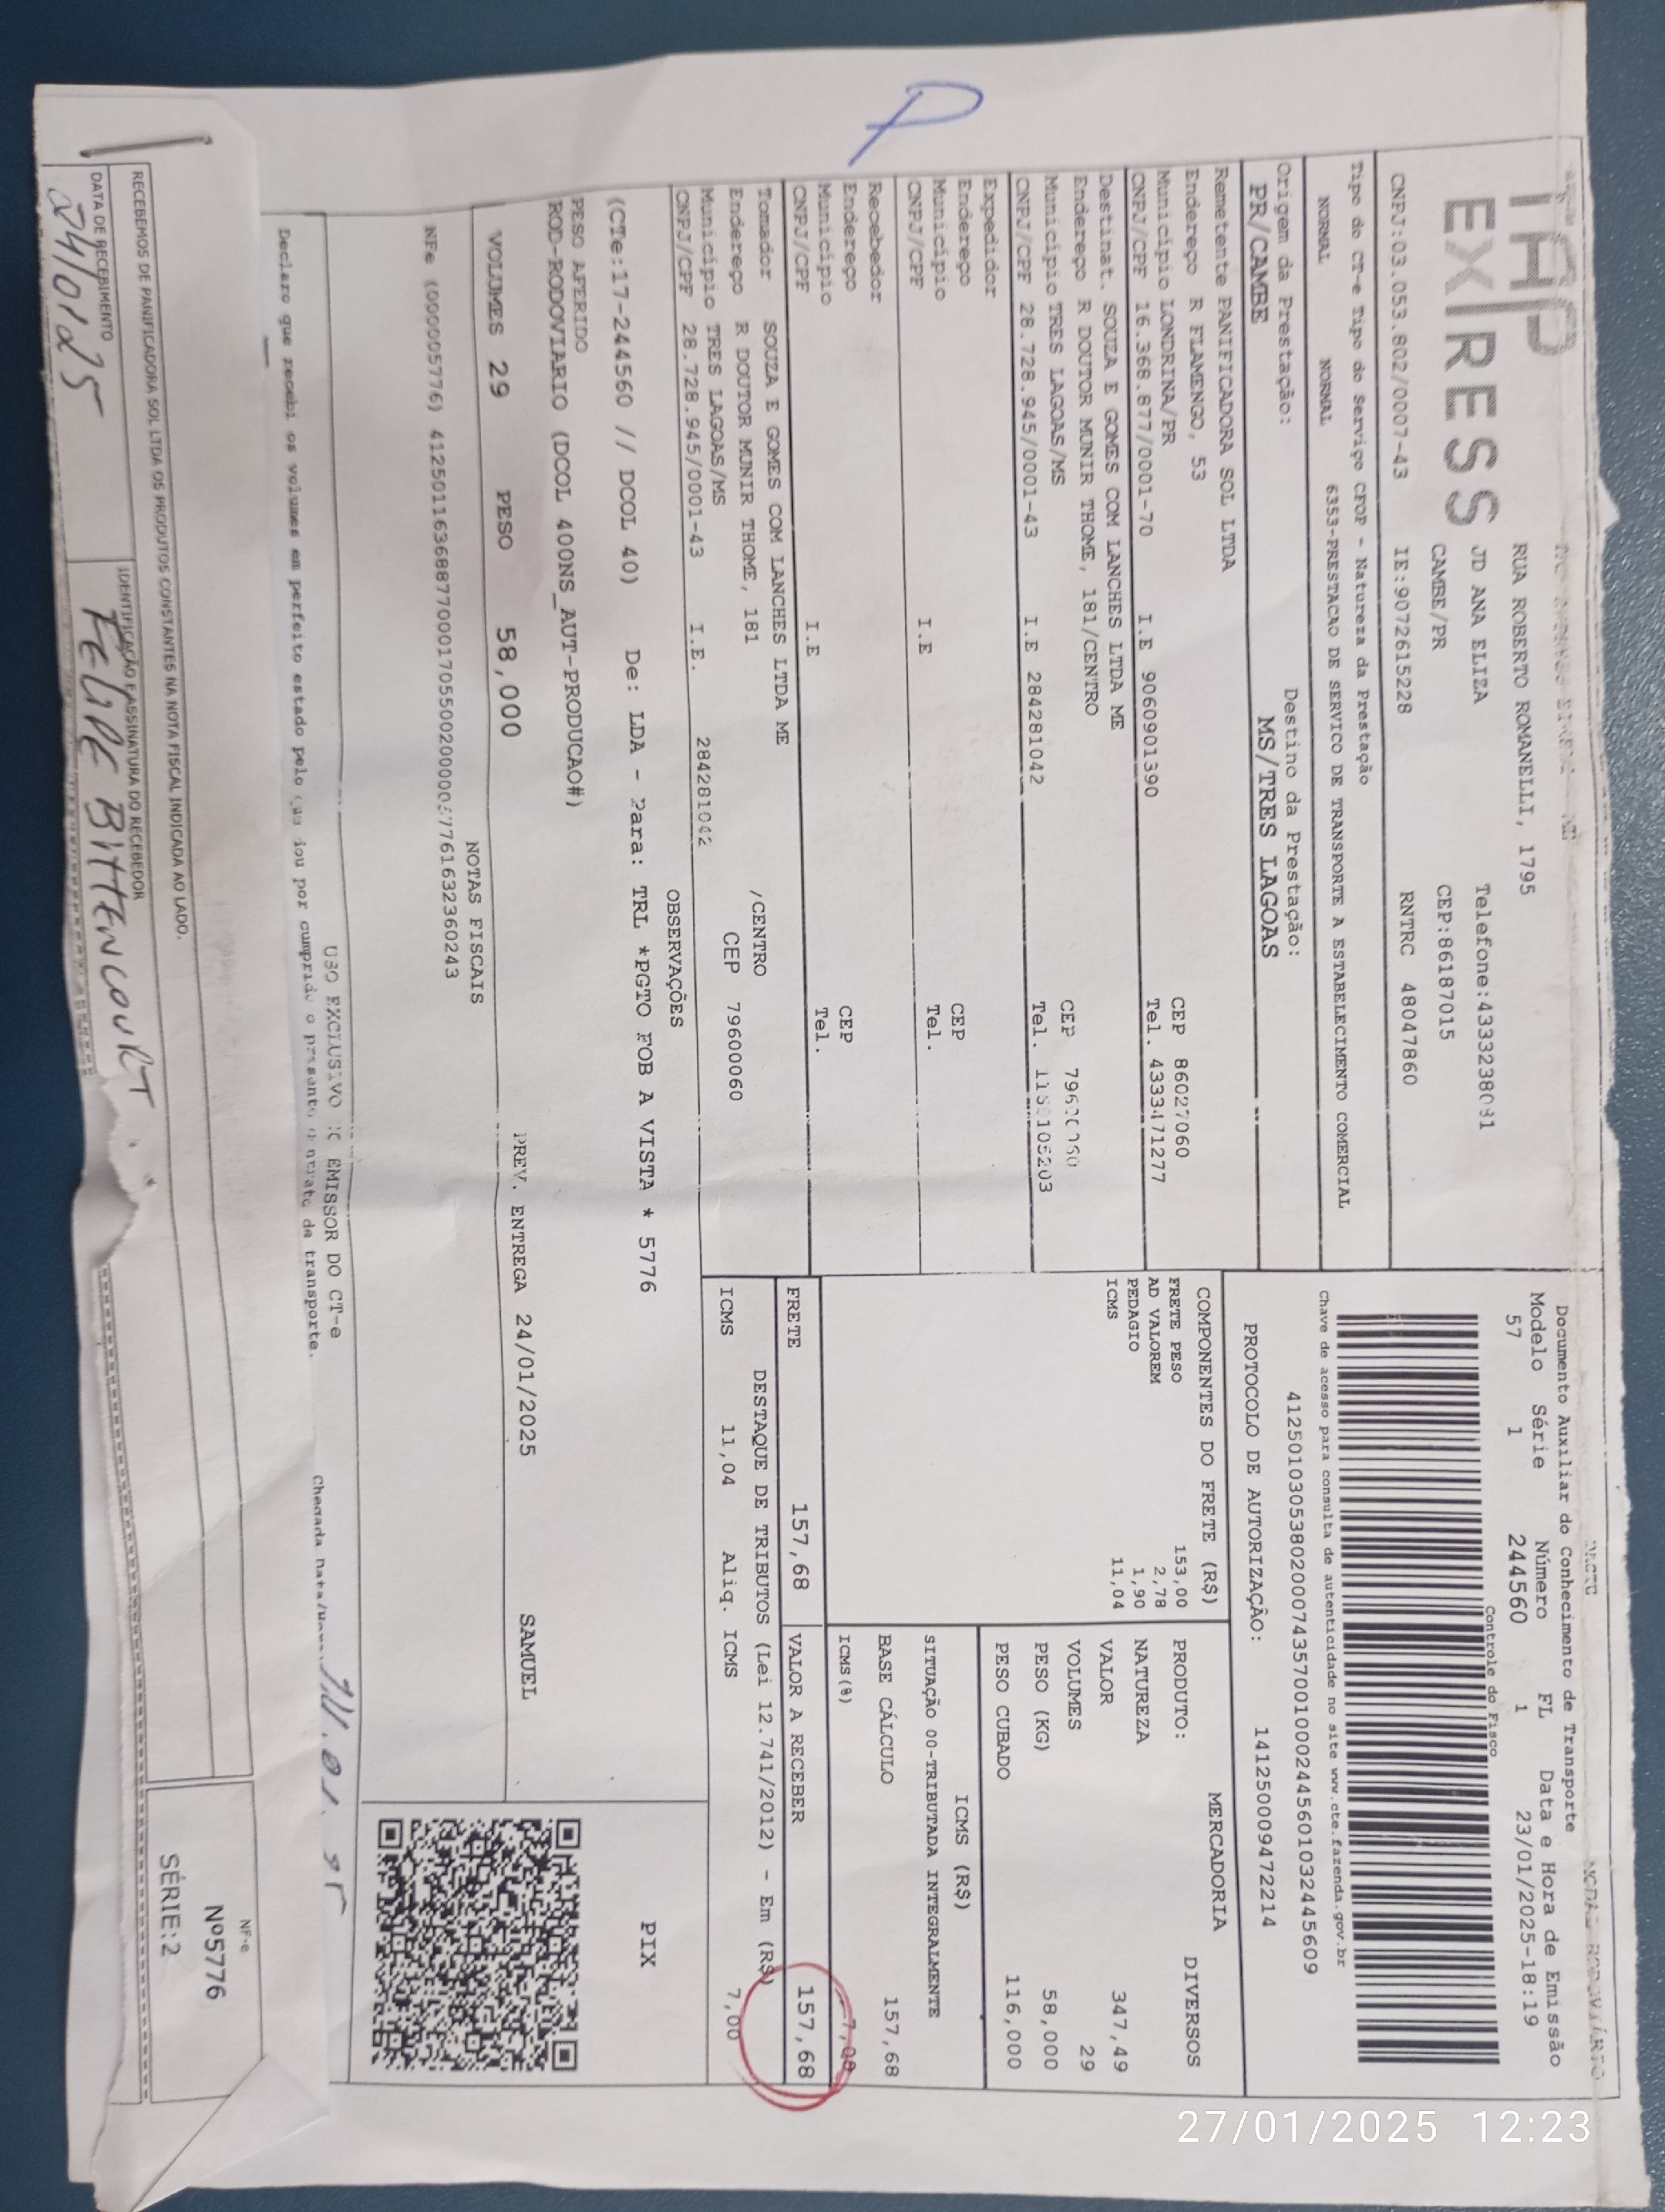 EXPRESS
RUA ROBERTO ROMANELLI, 1795
JD ANA ELIZA
CAMBE/PR
CEP:86187015
CNPJ:03.053.802/0007-43 IE:9072615228 RNTRC 48047860
Tipo do CT-e Tipo do Serviço CFOP - Natureza da Prestação
NORMAL NORMAL 6353-PRESTACAO DE SERVICO DE TRANSPORTE A ESTABELECIMENTO COMERCIAL
Origem da Prestação: Destino da Prestação:
PR/CAMBE MS/TRES LAGOAS
Documento Auxiliar do Conhecimento de Transporte
Modelo Série Número FL Data e Hora de Emissão
57 1 244560 1 23/01/2025-18:19
Controle do Fisco
Chave de acesso para consulta de autenticidade no site www.cte.fazenda.gov.br
41250103053802000743570010002445601032445609
PROTOCOLO DE AUTORIZAÇÃO: 141250009472214
Remetente PANIFICADORA SOL LTDA
Endereço R FLAMENGO, 53 CEP 86027060
Município LONDRINA/PR Tel. 4333471277
CNPJ/CPF 16.368.877/0001-70 I.E 9060901390
Destinat. SOUZA E GOMES COM LANCHES LTDA ME
Endereço R DOUTOR MUNIR THOME, 181/CENTRO CEP
Município TRES LAGOAS/MS Tel.
CNPJ/CPF 28.728.945/0001-43 I.E 284281042
Expedidor
Endereço CEP
Município Tel.
CNPJ/CPF I.E
Recebedor
Endereço CEP
Município Tel.
CNPJ/CPF I.E
Tomador SOUZA E GOMES COM LANCHES LTDA ME
Endereço R DOUTOR MUNIR THOME, 181 /CENTRO
Município TRES LAGOAS/MS CEP 79600060
CNPJ/CPF 28.728.945/0001-43 I.E. 284281042
COMPONENTES DO FRETE (R$)
FRETE PESO 153,00
AD VALOREM 2,78
PEDAGIO 1,90
ICMS 11,04
MERCADORIA
PRODUTO: DIVERSOS
NATUREZA
VALOR 347,49
VOLUMES 29
PESO (KG) 58,000
PESO CUBADO 116,000
ICMS (R$)
SITUAÇÃO 00-TRIBUTADA INTEGRALMENTE
BASE CÁLCULO 157,68
ICMS(%) 7,00
FRETE 157,68 VALOR A RECEBER 157,68
DESTAQUE DE TRIBUTOS (Lei 12.741/2012) - Em (R$)
ICMS 11,04 Aliq. ICMS 7,00
OBSERVAÇÕES
(CTe:17-244560 // DCOL 40) De: LDA - Para: TRL *PGTO FOB A VISTA * 5776
PESO AFERIDO
ROD-RODOVIARIO (DCOL 400NS_AUT-PRODUCAO#)
PIX
VOLUMES 29 PESO 58,000 PREV. ENTREGA 24/01/2025 SAMUEL
NOTAS FISCAIS
USO EXCLUSIVO EMISSOR DO CT-e
Declaro que recebi os volumes em perfeito estado pelo dou por cumprido o presente de transporte.
Chegada Data/
RECEBEMOS DE PANIFICADORA SOL LTDA OS PRODUTOS CONSTANTES NA NOTA FISCAL INDICADA AO LADO.
DATA DE RECEBIMENTO IDENTIFICAÇÃO E ASSINATURA DO RECEBEDOR
24/01/25 FELIPE BITTENCOURT
NF-e
Nº5776
SÉRIE:2
27/01/2025 12:23